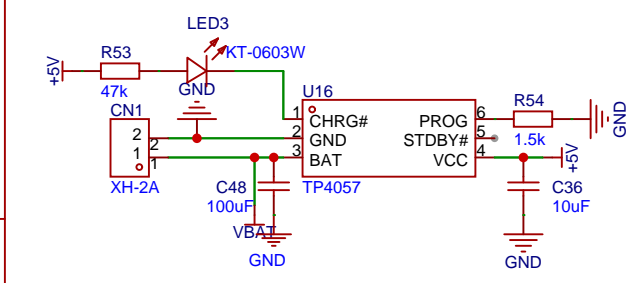 LED3
KT-0603W
R53
+5V
47k
GND
CN1
2
2
1
1
XH-2A
U16
1
CHRG#
2
GND
3
BAT
PROG
6
STDBY#
5
VCC
4
TP4057
R54
1.5k
GND
+5V
C48
100uF
VBAT
GND
C36
10uF
GND